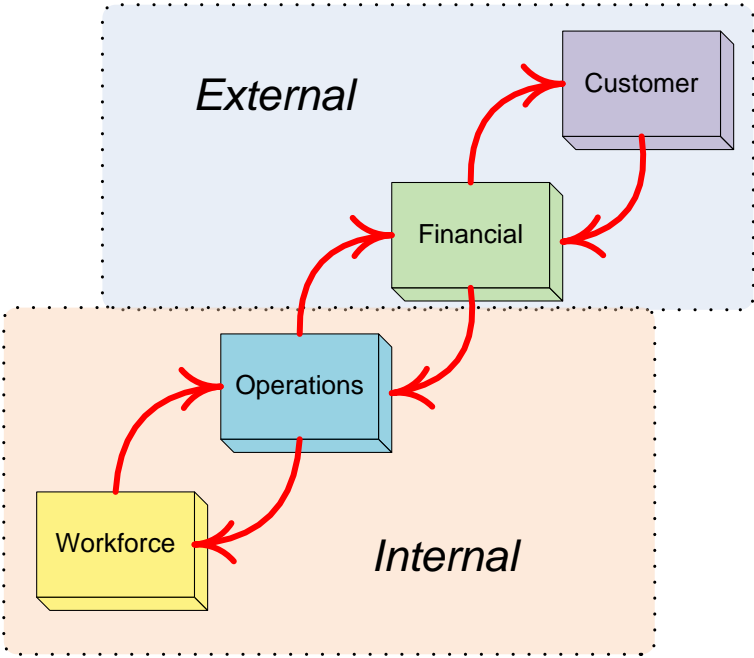 External
Customer
Financial
Operations
Workforce
Internal